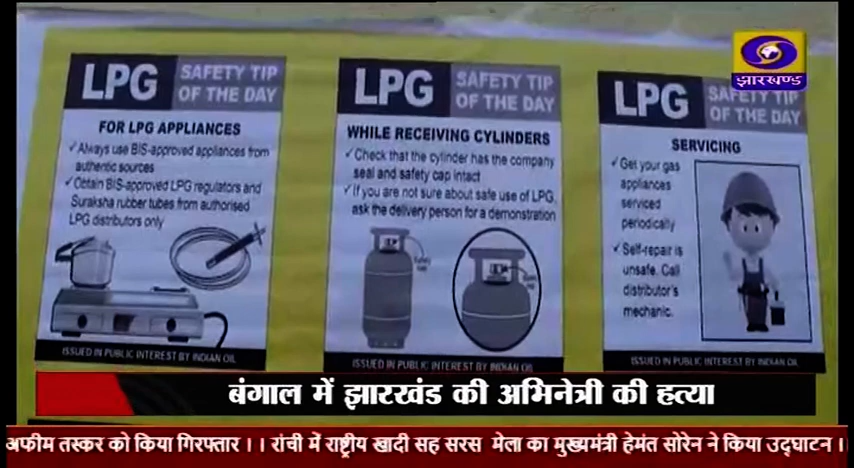 झारखण्ड
LPG
SAFETY TIP
OF THE DAY
FOR LPG APPLIANCES
✓Always use BIS-approved appliances from
authentic sources
✓Obtain BIS-approved LPG regulators and
Suraksha rubber tubes from authorised
LPG distributors only
ISSUED IN PUBLIC INTEREST BY INDIAN OIL
LPG
SAFETY TIP
OF THE DAY
WHILE RECEIVING CYLINDERS
✓Check that the cylinder has the company
seal and safety cap intact
✓If you are not sure about safe use of LPG,
ask the delivery person for a demonstration
ISSUED IN PUBLIC INTEREST BY INDIAN OIL
LPG
SAFETY TIP
OF THE DAY
SERVICING
✓Get your gas
appliances
serviced
periodically
✓Self-repair is
unsafe. Call
distributor's
mechanic.
ISSUED IN PUBLIC INTEREST BY INDIAN OIL
बंगाल में झारखंड की अभिनेत्री की हत्या
अफीम तस्कर को किया गिरफ्तार ।। रांची में राष्ट्रीय खादी सह सरस मेला का मुख्यमंत्री हेमंत सोरेन ने किया उद्घाटन ।